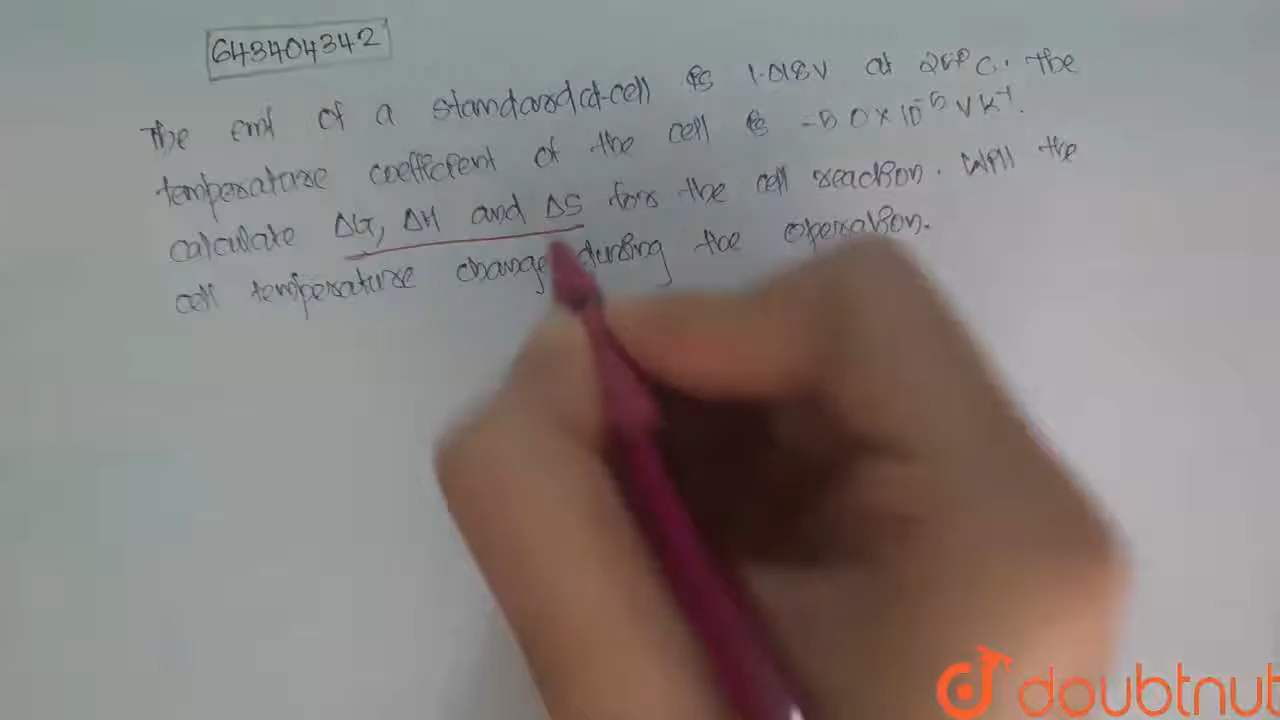 643404342
The emf of a standard cd-cell is 1.018V at 25°C. The
temperature coefficient of the cell is -5.0×10⁻⁵ VK⁻¹.
calculate ΔG, ΔH and ΔS for the cell reaction. Will the
cell temperature change during the operation.
doubtnut